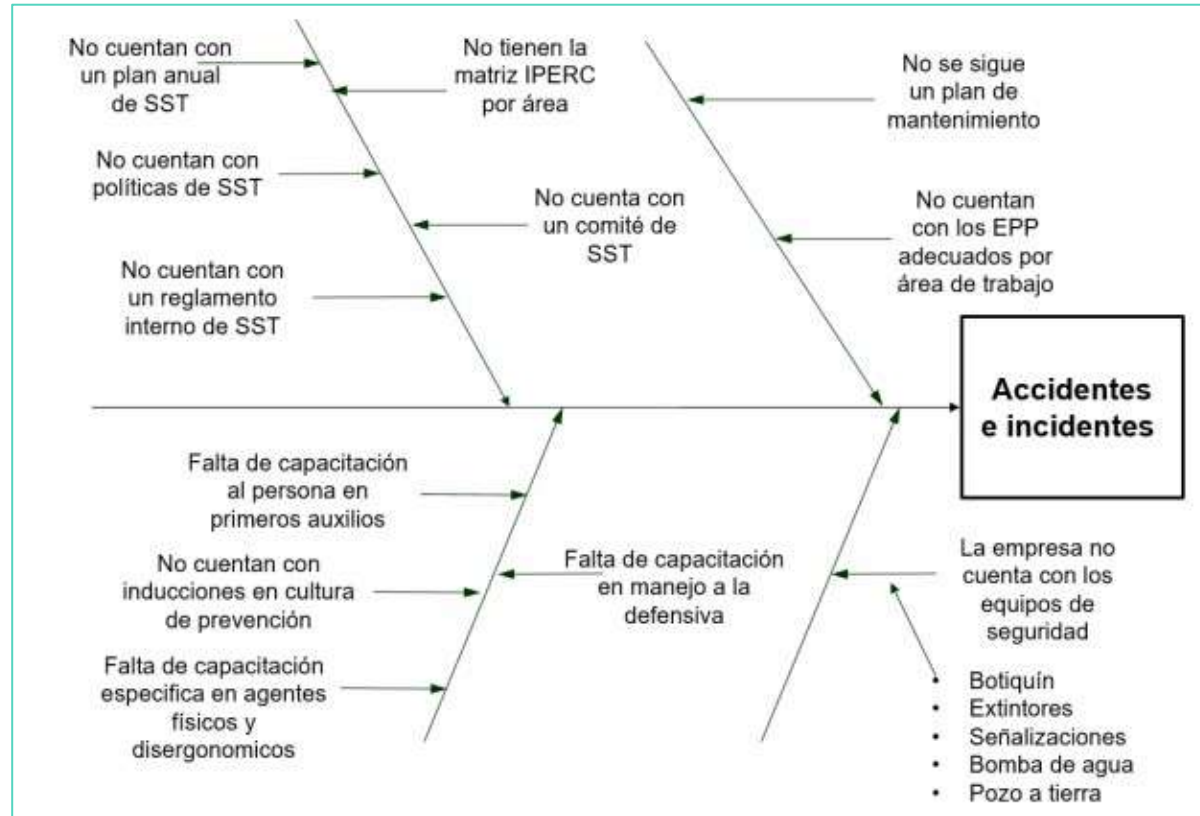 No cuentan con
un plan anual
de SST
No tienen la
matriz IPERC
por área
No se sigue
un plan de
mantenimiento
No cuentan con
políticas de SST
No cuenta con
un comité de
SST
No cuentan
con los EPP
adecuados por
área de trabajo
No cuentan con
un reglamento
interno de SST
Accidentes
e incidentes
Falta de capacitación
al persona en
primeros auxilios
No cuentan con
inducciones en cultura
de prevención
Falta de capacitación
en manejo a la
defensiva
La empresa no
cuenta con los
equipos de
seguridad
Falta de capacitación
especifica en agentes
físicos y
disergonomicos
• Botiquín
• Extintores
• Señalizaciones
• Bomba de agua
• Pozo a tierra